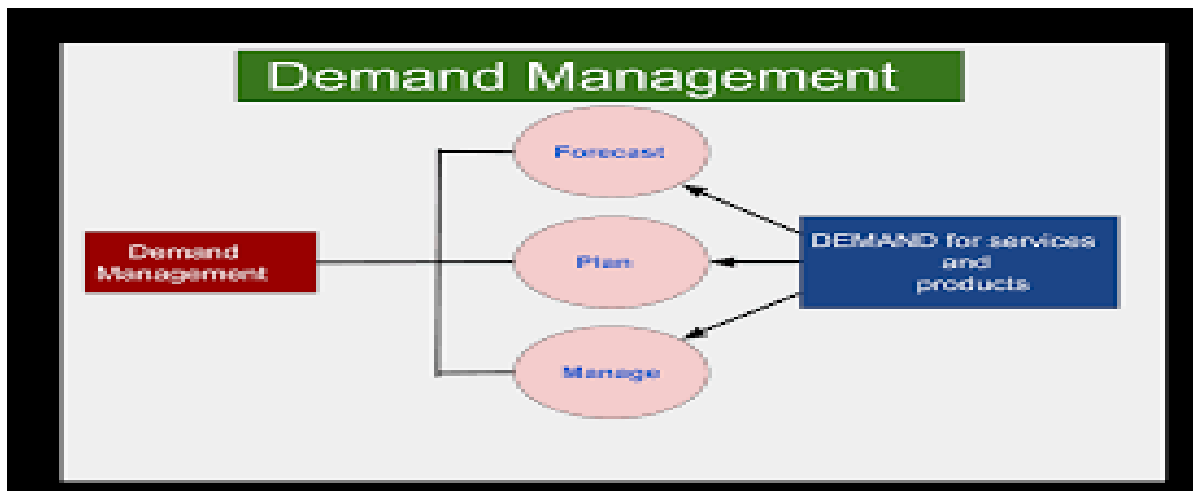 Demand Management
Forecast
Demand
Management
Plan
DEMAND for services
and
products
Manage